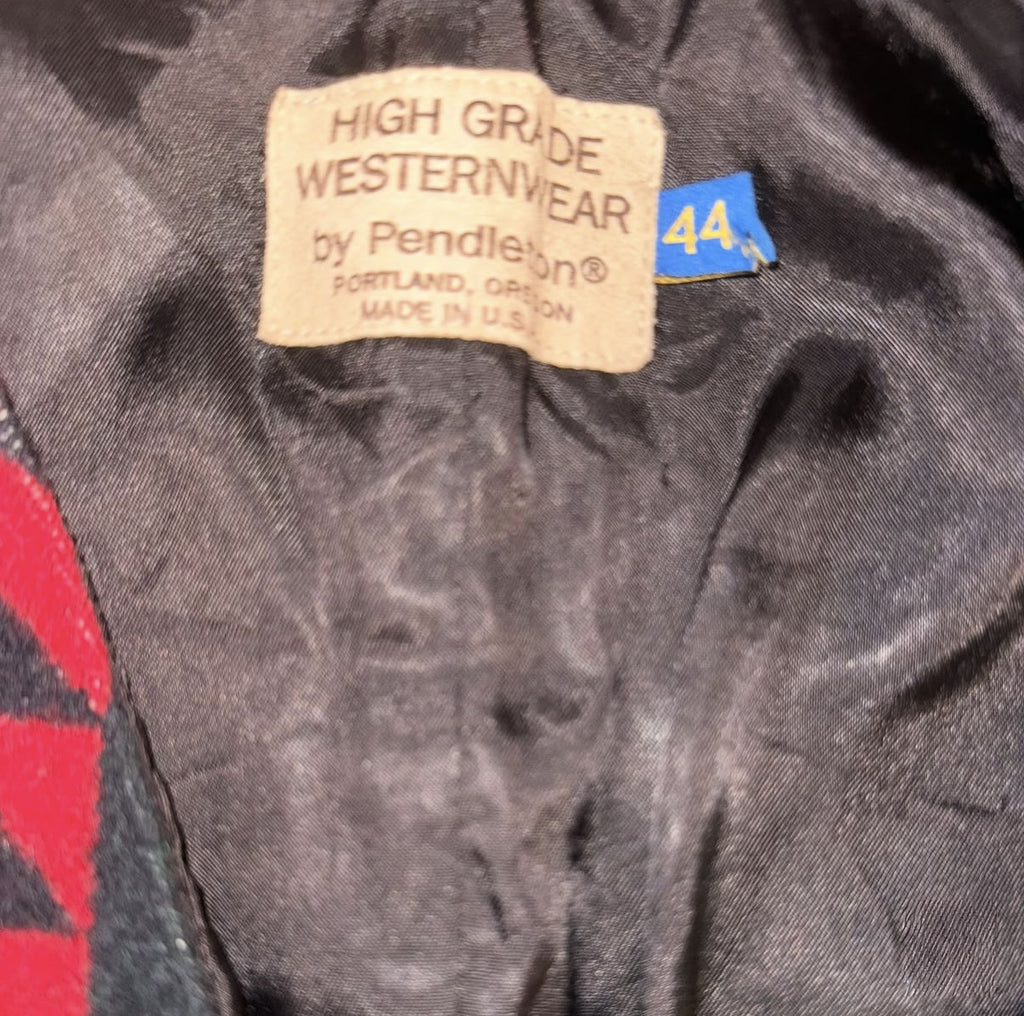 HIGH GRADE
WESTERNWEAR
by Pendleton®
PORTLAND, OREGON
MADE IN U.S.
44